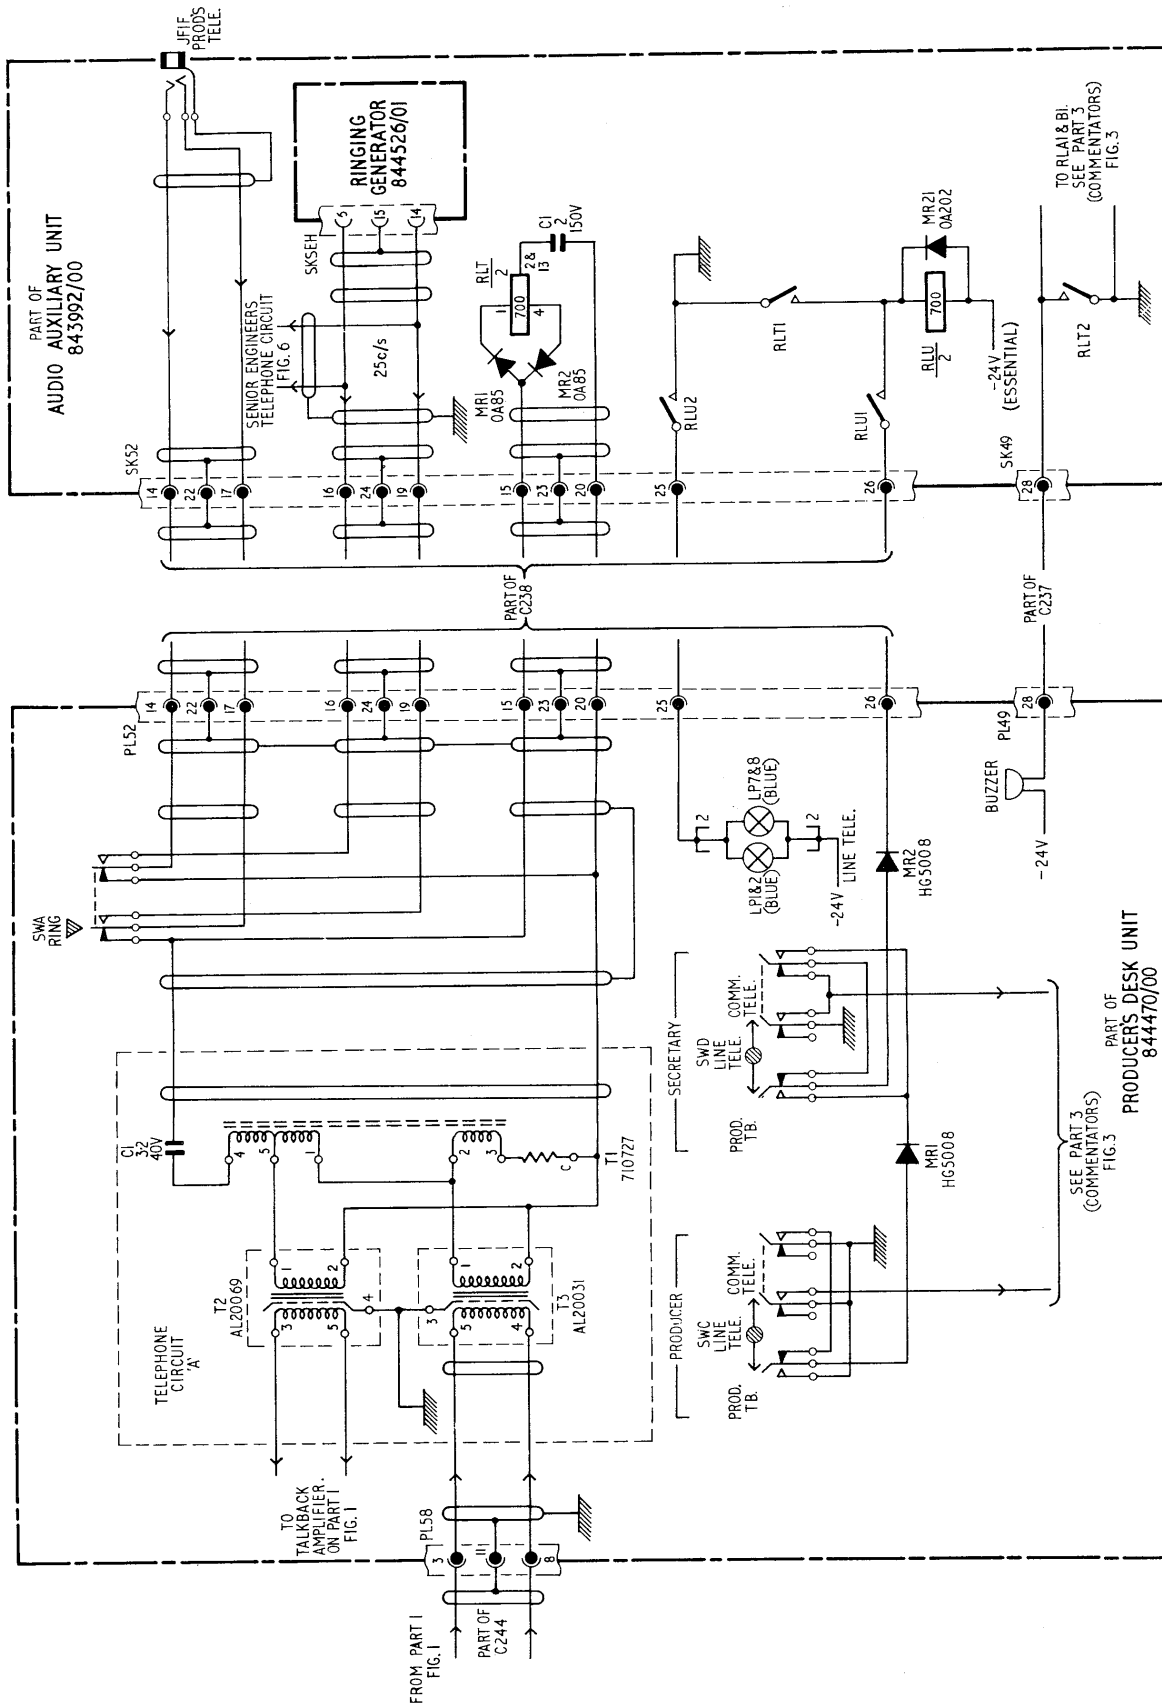 PART OF
AUDIO AUXILIARY UNIT
843992/00
JFIF
PROD'S
TELE.
SK52
14
22
17
16
24
19
15
23
20
25
26
SENIOR ENGINEERS
TELEPHONE CIRCUIT
FIG. 6
25c/s
SKSEH
6
15
14
RINGING
GENERATOR
844526/01
MR1
OA85
MR2
OA85
RLT
2
700
1
4
2 &
13
C1
2
150V
RLU2
RLU1
RLT1
RLU
2
700
MR21
OA202
-24V
(ESSENTIAL)
SK49
28
RLT2
TO RLA1 & B1.
SEE PART 3
(COMMENTATORS)
FIG. 3
PART OF
C238
PART OF
C237
PL52
14
22
17
16
24
19
15
23
20
25
26
PL49
28
BUZZER
-24V
SWA
RING
2
LP1&2
(BLUE)
LP7&8
(BLUE)
2
-24V
LINE TELE.
MR2
HG5008
SECRETARY
PROD.
T.B.
SWD
LINE
TELE.
COMM.
TELE.
MR1
HG5008
PRODUCER
PROD.
T.B.
SWC
LINE
TELE.
COMM.
TELE.
SEE PART 3
(COMMENTATORS)
FIG. 3
PART OF
PRODUCER'S DESK UNIT
844470/00
TELEPHONE
CIRCUIT
'A'
C1
32
40V
4
5
1
2
3
C
T1
710727
T2
AL20069
3
5
1
2
4
T3
AL20031
3
5
4
1
2
TO
TALKBACK
AMPLIFIER.
ON PART 1
FIG. 1
PL58
3
11
8
FROM PART 1
FIG. 1
PART OF
C244